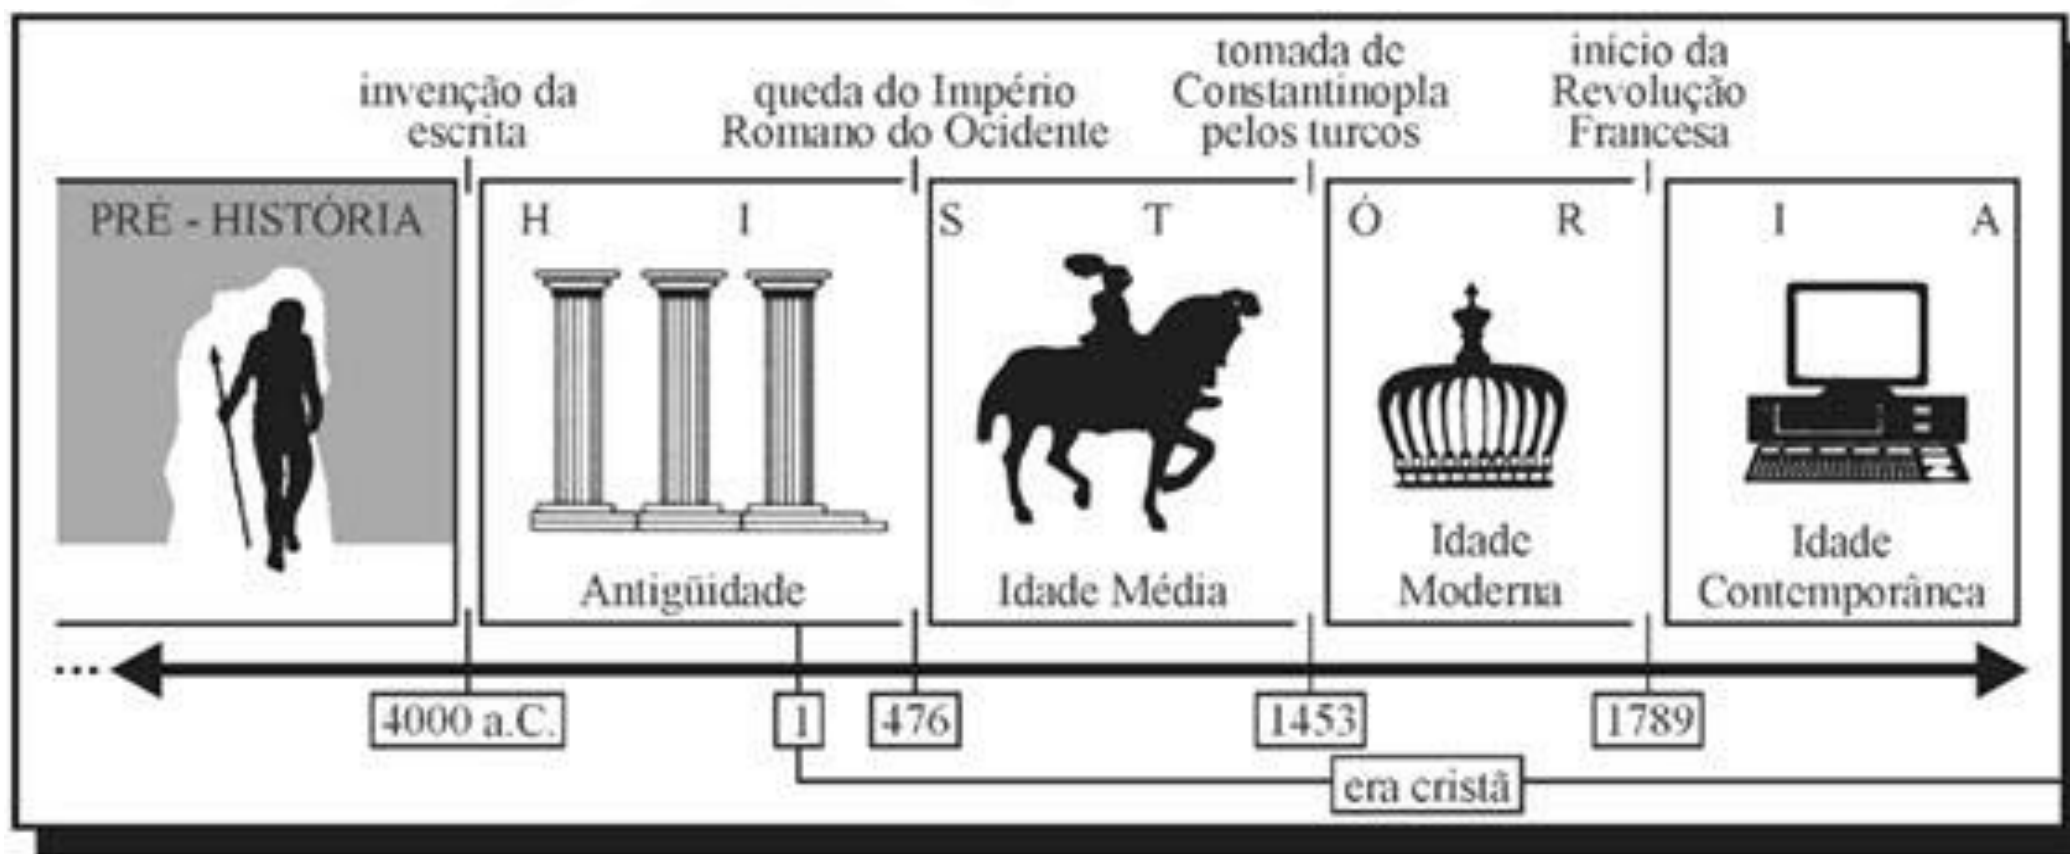 invenção da
escrita
queda do Império
Romano do Ocidente
tomada de
Constantinopla
pelos turcos
início da
Revolução
Francesa
PRÉ - HISTÓRIA
H I S T Ó R I A
Antigüidade
Idade Média
Idade
Moderna
Idade
Contemporânea
...
4000 a.C.
1
476
1453
1789
era cristã